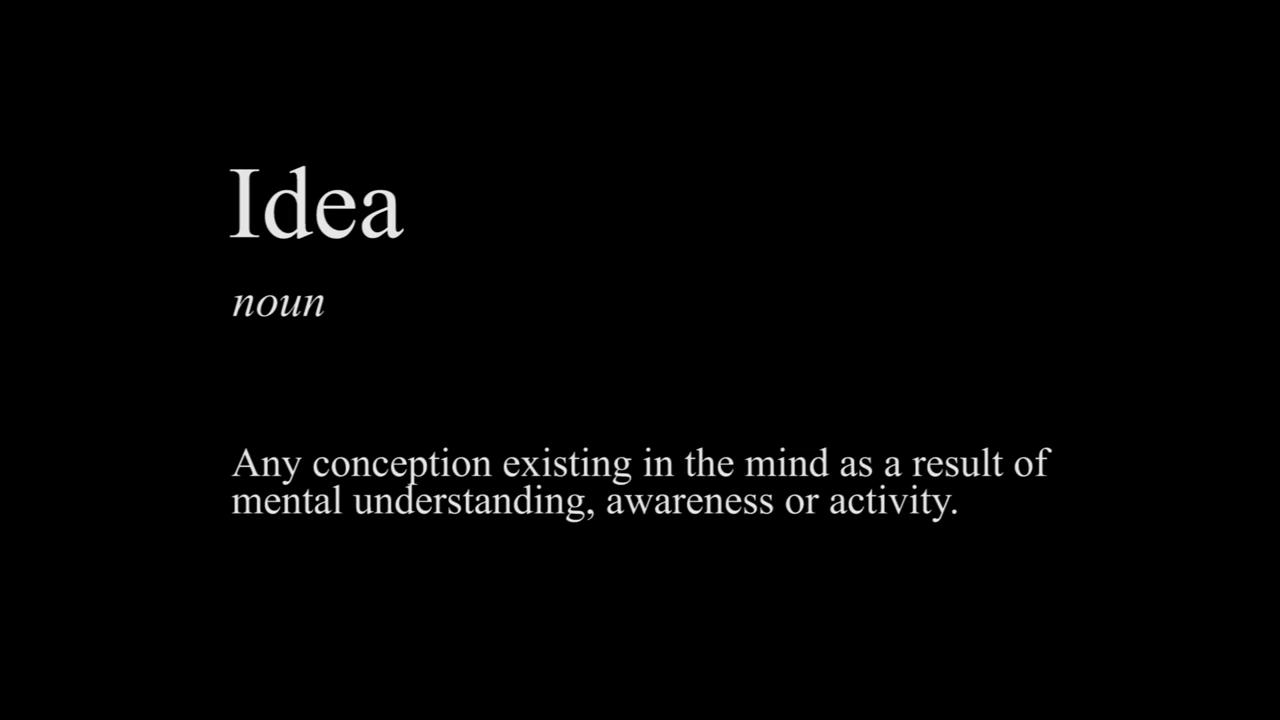 Idea
noun
Any conception existing in the mind as a result of
mental understanding, awareness or activity.